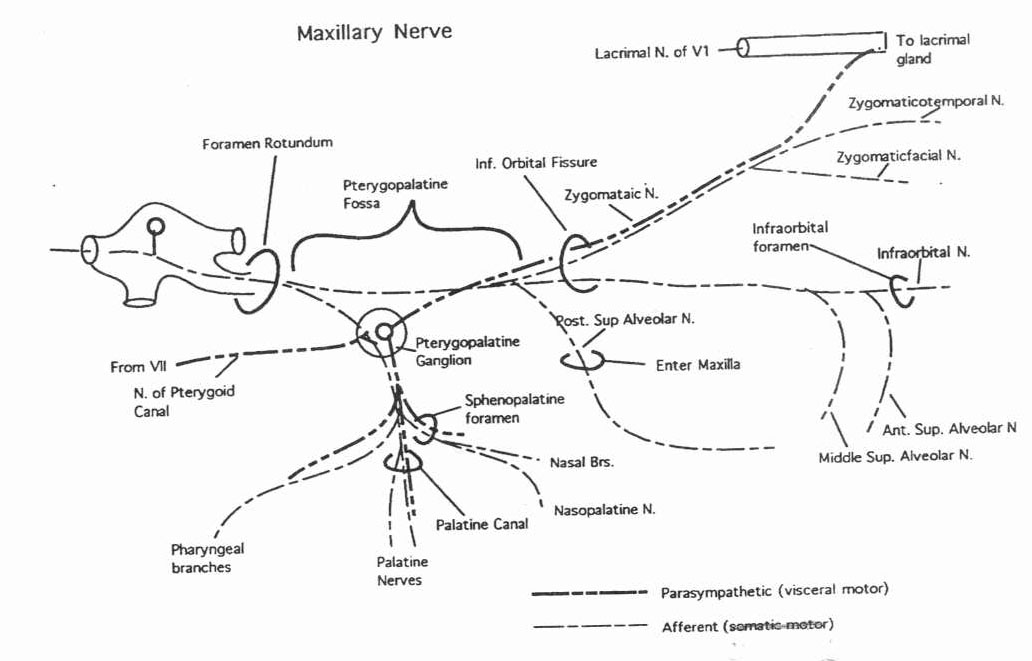 Maxillary Nerve
Lacrimal N. of V1
To lacrimal
gland
Zygomaticotemporal N.
Foramen Rotundum
Inf. Orbital Fissure
Zygomaticfacial N.
Pterygopalatine
Fossa
Zygomataic N.
Infraorbital
foramen
Infraorbital N.
Post. Sup Alveolar N.
Pterygopalatine
Ganglion
From VII
Enter Maxilla
N. of Pterygoid
Canal
Sphenopalatine
foramen
Ant. Sup. Alveolar N
Middle Sup. Alveolar N.
Nasal Brs.
Nasopalatine N.
Palatine Canal
Pharyngeal
branches
Palatine
Nerves
Parasympathetic (visceral motor)
Afferent (somatic motor)